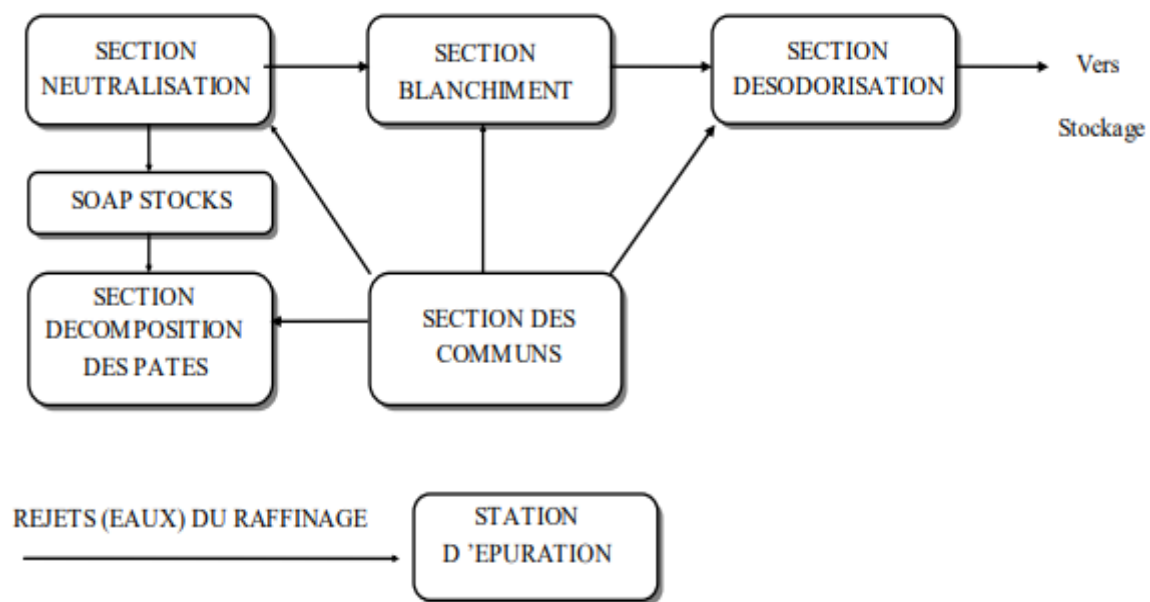 SECTION
NEUTRALISATION
SECTION
BLANCHIMENT
SECTION
DESODORISATION
Vers
Stockage
SOAP STOCKS
SECTION
DECOMPOSITION
DES PATES
SECTION DES
COMMUNS
REJETS (EAUX) DU RAFFINAGE
STATION
D ’EPURATION